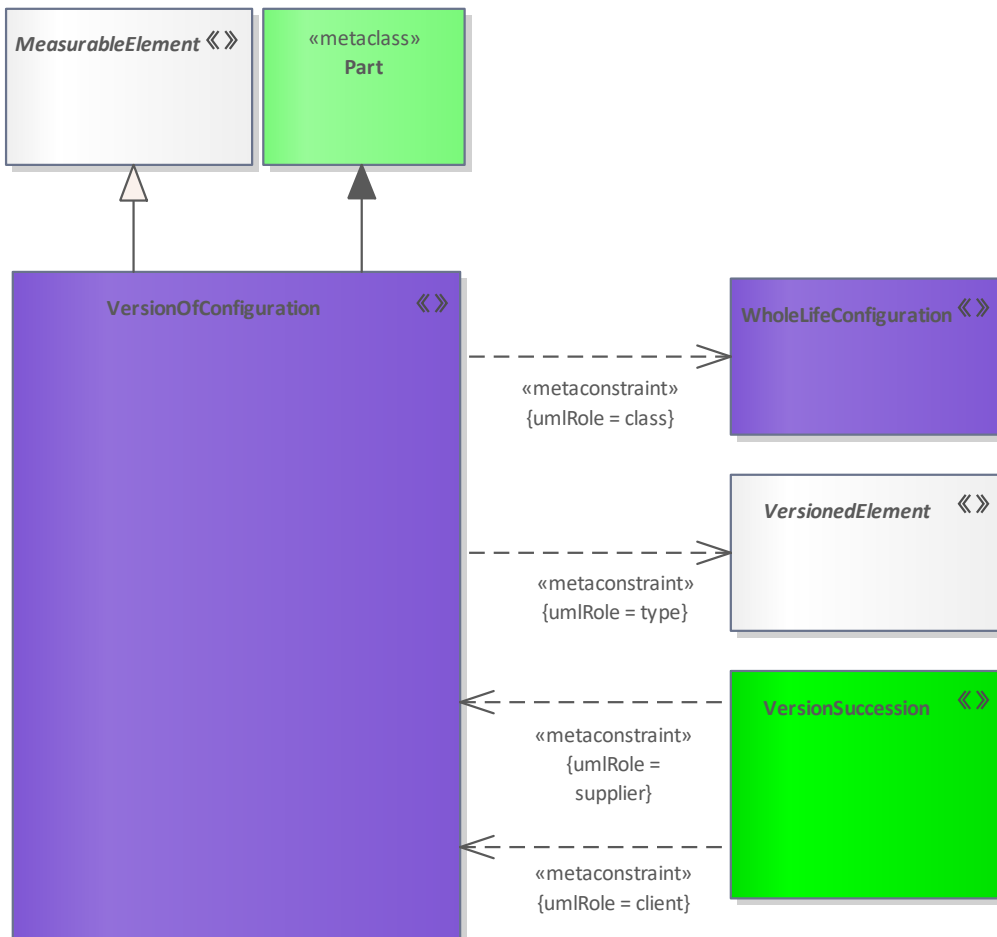 MeasurableElement «»
«metaclass»
Part
VersionOfConfiguration «»
WholeLifeConfiguration «»
«metaconstraint»
{umlRole = class}
VersionedElement «»
«metaconstraint»
{umlRole = type}
VersionSuccession «»
«metaconstraint»
{umlRole =
supplier}
«metaconstraint»
{umlRole = client}